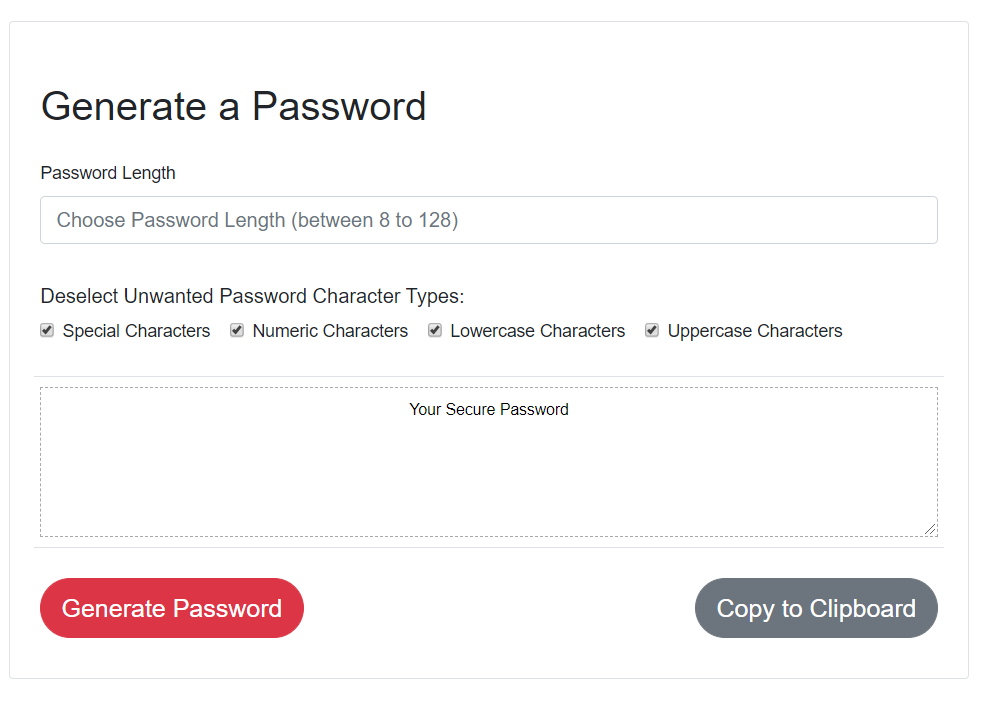 Generate a Password
Password Length
Choose Password Length (between 8 to 128)
Deselect Unwanted Password Character Types:
Special Characters Numeric Characters Lowercase Characters Uppercase Characters
Your Secure Password
Generate Password Copy to Clipboard